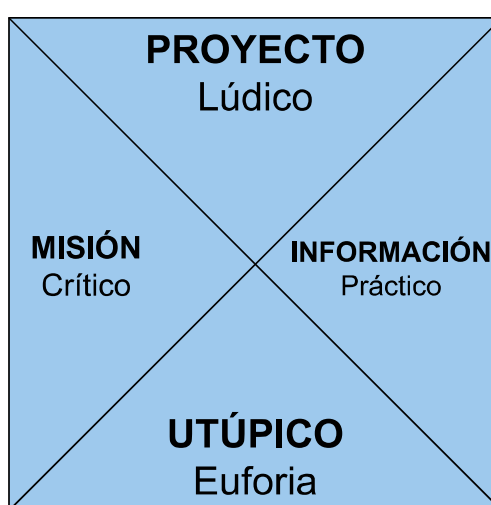 PROYECTO
Lúdico
MISIÓN
Crítico
INFORMACIÓN
Práctico
UTÚPICO
Euforia